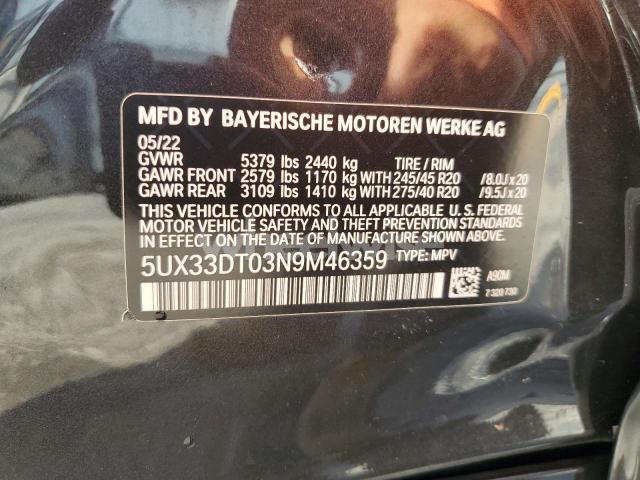 MFD BY BAYERISCHE MOTOREN WERKE AG
05/22
GVWR 5379 lbs 2440 kg TIRE / RIM
GAWR FRONT 2579 lbs 1170 kg WITH 245/45 R20 /8.0J x 20
GAWR REAR 3109 lbs 1410 kg WITH 275/40 R20 /9.5J x 20
THIS VEHICLE CONFORMS TO ALL APPLICABLE U.S. FEDERAL
MOTOR VEHICLE SAFETY AND THEFT PREVENTION STANDARDS
IN EFFECT ON THE DATE OF MANUFACTURE SHOWN ABOVE.
5UX33DT03N9M46359 TYPE: MPV
A90M
7 320 730